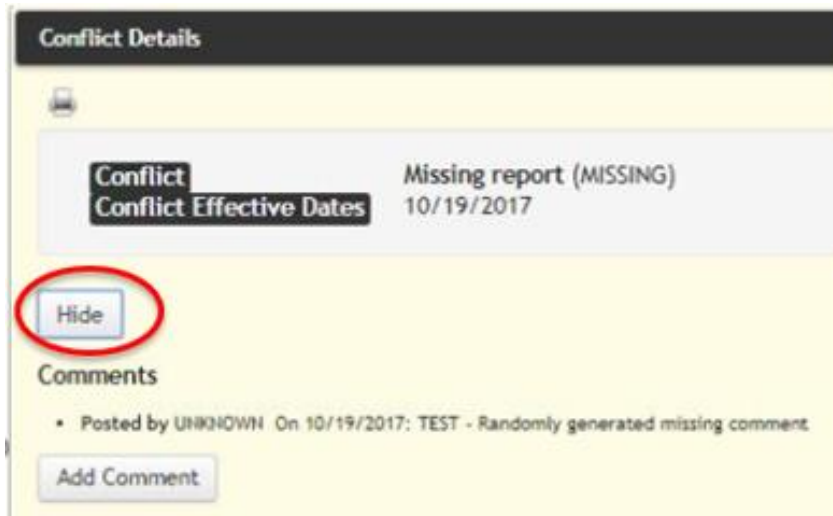 Conflict Details
Conflict Missing report (MISSING)
Conflict Effective Dates 10/19/2017
Hide
Comments
• Posted by UNKNOWN On 10/19/2017: TEST - Randomly generated missing comment
Add Comment